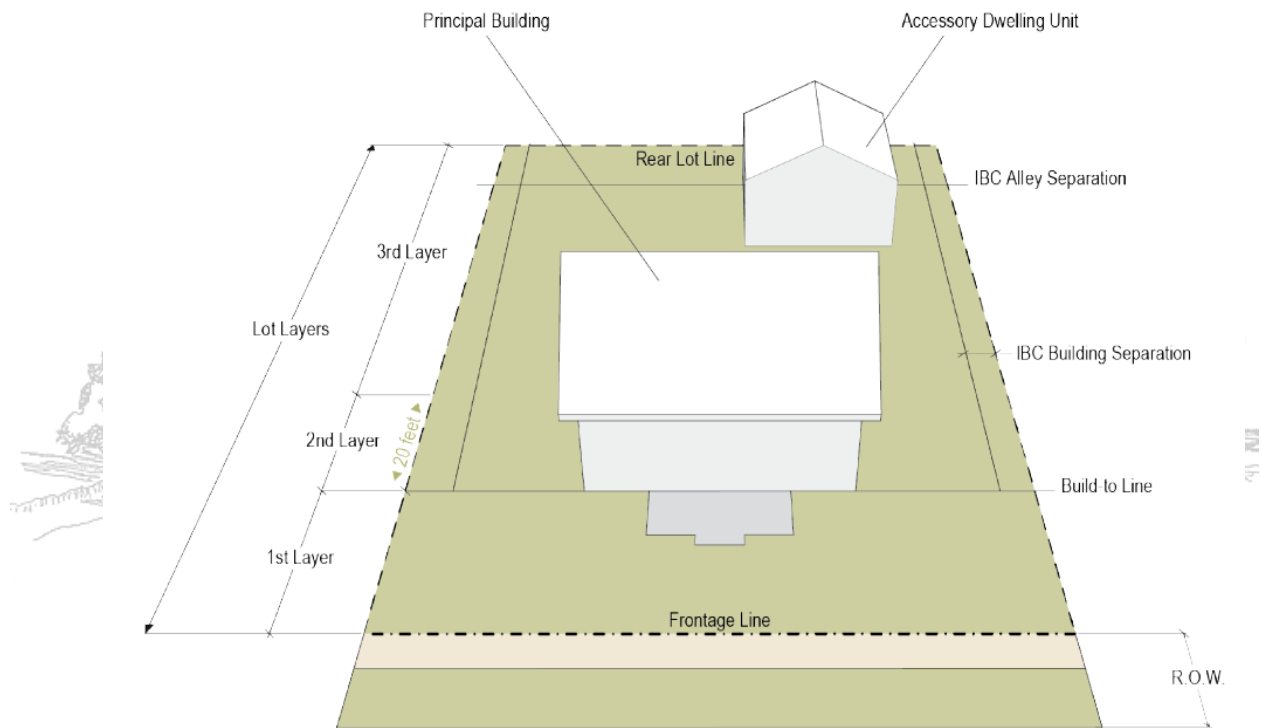 Principal Building
Accessory Dwelling Unit
Rear Lot Line
IBC Alley Separation
3rd Layer
Lot Layers
IBC Building Separation
2nd Layer
20 feet
Build-to Line
1st Layer
Frontage Line
R.O.W.